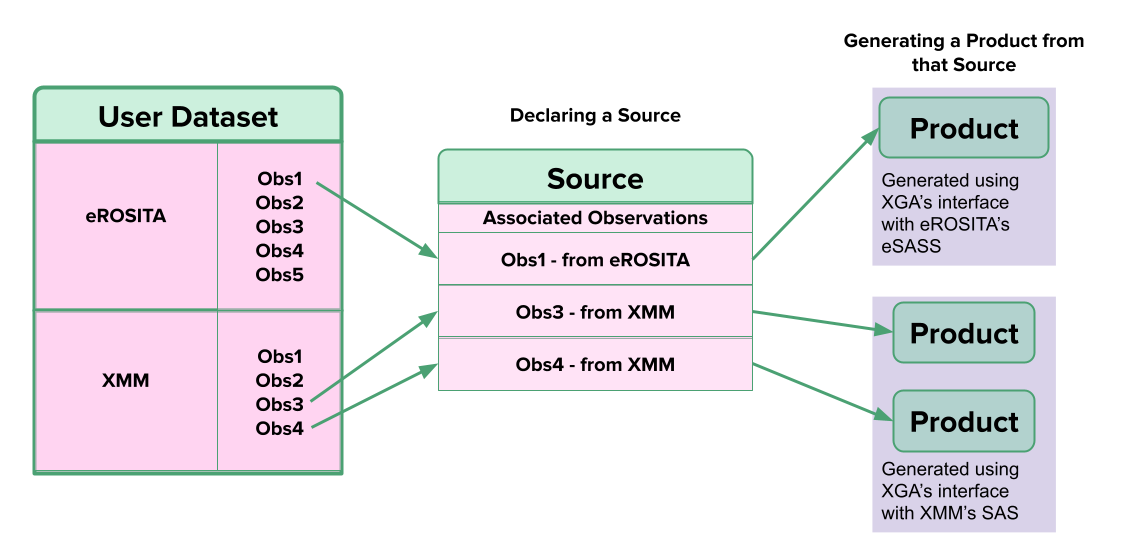 Generating a Product from
that Source
User Dataset
Declaring a Source
Product
Source
eROSITA
Obs1
Obs2
Obs3
Obs4
Obs5
Associated Observations
Obs1 - from eROSITA
Obs3 - from XMM
Obs4 - from XMM
Generated using
XGA's interface
with eROSITA's
eSASS
XMM
Obs1
Obs2
Obs3
Obs4
Product
Product
Generated using
XGA's interface
with XMM's SAS